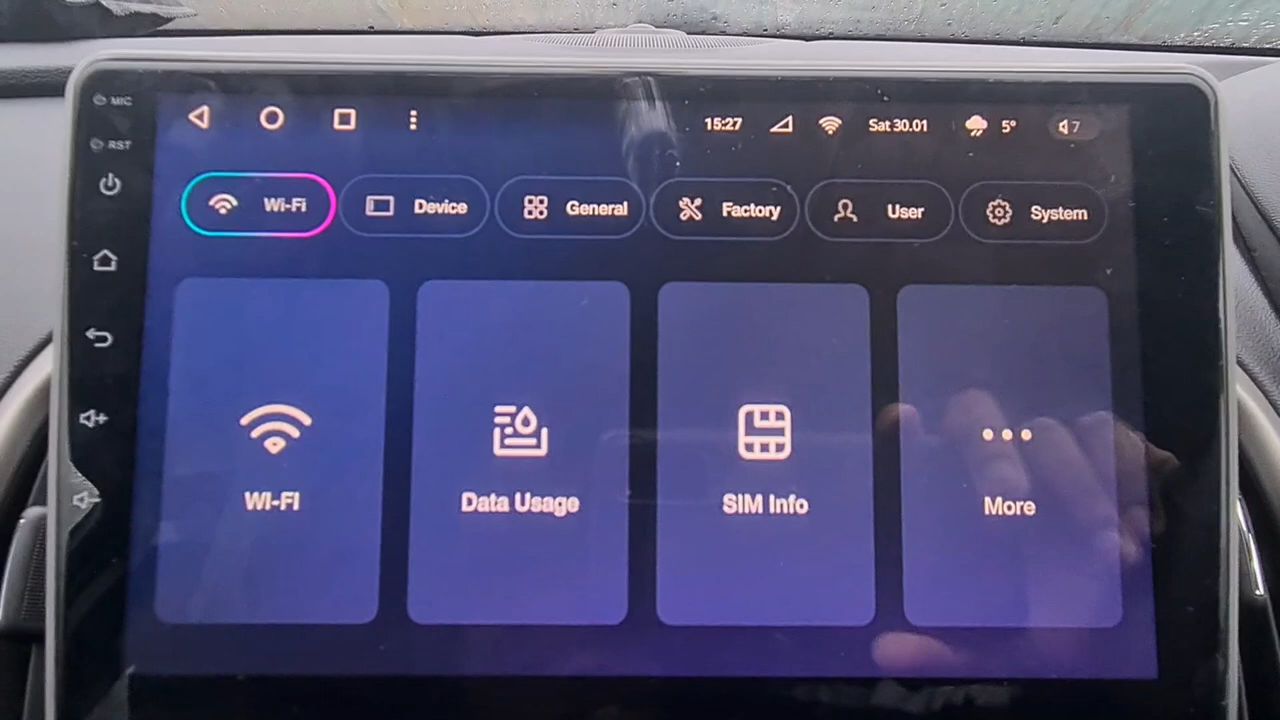 MIC
15:27 Sat 30.01 5° 7
RST
Wi-Fi Device General Factory User System
WI-FI Data Usage SIM Info More